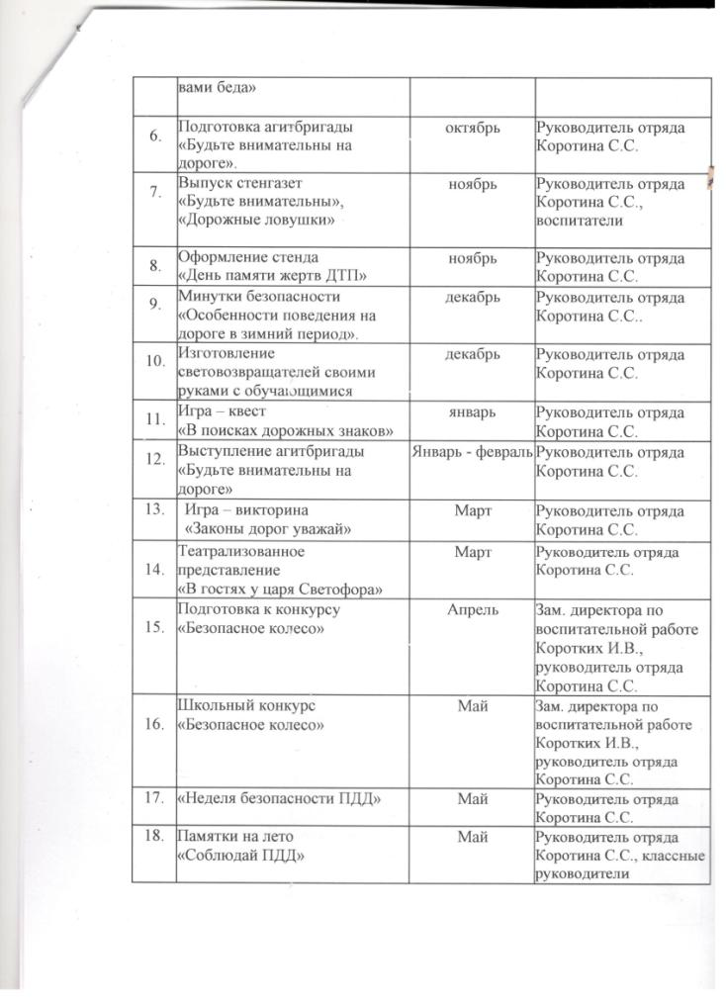 вами беда»
6.
Подготовка агитбригады
«Будьте внимательны на
дороге».
октябрь
Руководитель отряда
Коротина С.С.
7.
Выпуск стенгазет
«Будьте внимательны»,
«Дорожные ловушки»
ноябрь
Руководитель отряда
Коротина С.С.,
воспитатели
8.
Оформление стенда
«День памяти жертв ДТП»
ноябрь
Руководитель отряда
Коротина С.С.
9.
Минутки безопасности
«Особенности поведения на
дороге в зимний период».
декабрь
Руководитель отряда
Коротина С.С..
10.
Изготовление
световозвращателей своими
руками с обучающимися
декабрь
Руководитель отряда
Коротина С.С.
11.
Игра – квест
«В поисках дорожных знаков»
январь
Руководитель отряда
Коротина С.С.
12.
Выступление агитбригады
«Будьте внимательны на
дороге»
Январь - февраль
Руководитель отряда
Коротина С.С.
13.
Игра – викторина
«Законы дорог уважай»
Март
Руководитель отряда
Коротина С.С.
14.
Театрализованное
представление
«В гостях у царя Светофора»
Март
Руководитель отряда
Коротина С.С.
15.
Подготовка к конкурсу
«Безопасное колесо»
Апрель
Зам. директора по
воспитательной работе
Коротких И.В.,
руководитель отряда
Коротина С.С.
16.
Школьный конкурс
«Безопасное колесо»
Май
Зам. директора по
воспитательной работе
Коротких И.В.,
руководитель отряда
Коротина С.С.
17.
«Неделя безопасности ПДД»
Май
Руководитель отряда
Коротина С.С.
18.
Памятки на лето
«Соблюдай ПДД»
Май
Руководитель отряда
Коротина С.С., классные
руководители